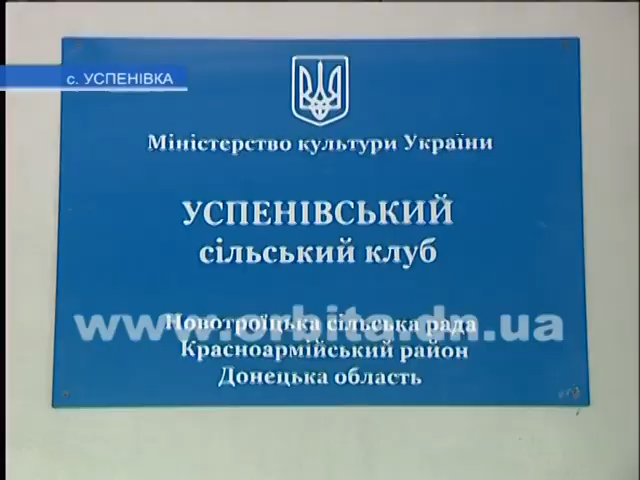 с. УСПЕНІВКА
Міністерство культури України
УСПЕНІВСЬКИЙ
сільський клуб
www.orbita.dn.ua
Новотроїцька сільська рада
Красноармійський район
Донецька область